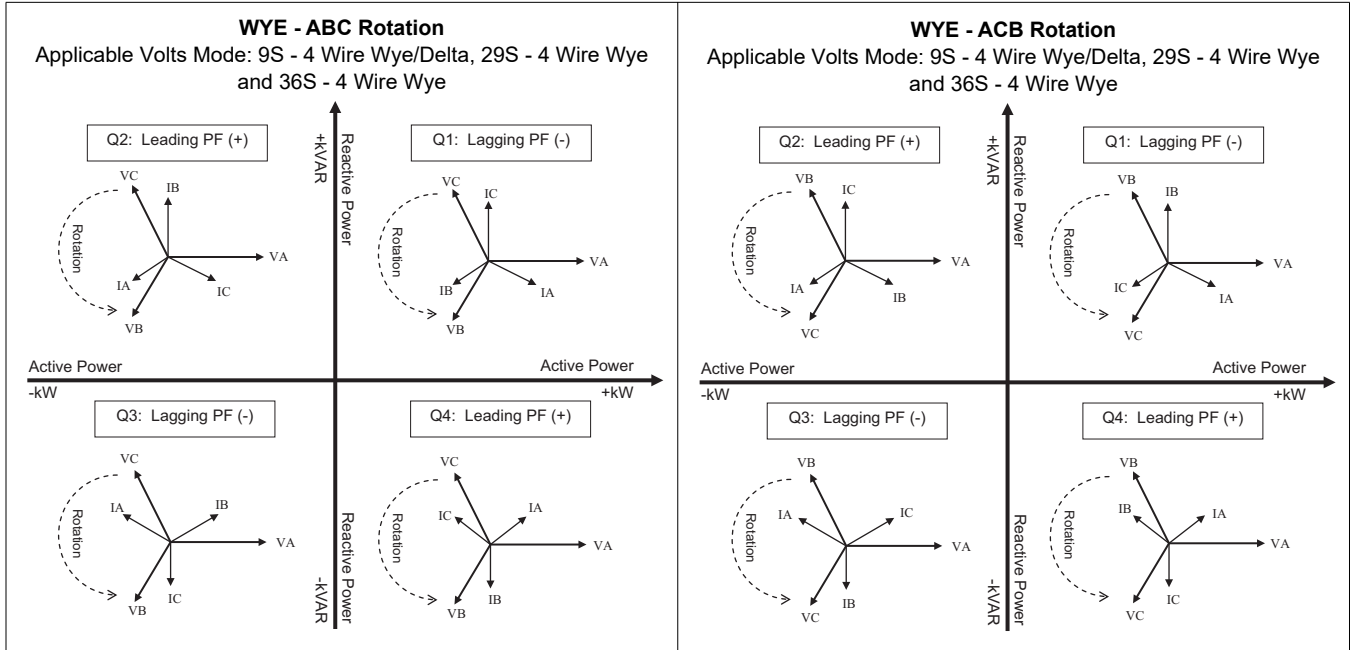 WYE - ABC Rotation
Applicable Volts Mode: 9S - 4 Wire Wye/Delta, 29S - 4 Wire Wye
and 36S - 4 Wire Wye
Q2: Leading PF (+)
+kVAR
Reactive Power
Q1: Lagging PF (-)
VC
IB
Rotation
VA
IA
IC
VB
VC
IC
Rotation
VA
IB
IA
VB
Active Power
-kW
Active Power
+kW
Q3: Lagging PF (-)
Q4: Leading PF (+)
VC
IA
IB
Rotation
VA
IC
VB
-kVAR
Reactive Power
VC
IC
IA
Rotation
VA
IB
VB
WYE - ACB Rotation
Applicable Volts Mode: 9S - 4 Wire Wye/Delta, 29S - 4 Wire Wye
and 36S - 4 Wire Wye
Q2: Leading PF (+)
+kVAR
Reactive Power
Q1: Lagging PF (-)
VB
IC
Rotation
VA
IA
IB
VC
VB
IB
Rotation
VA
IC
IA
VC
Active Power
-kW
Active Power
+kW
Q3: Lagging PF (-)
Q4: Leading PF (+)
VB
IA
IC
Rotation
VA
IB
VC
-kVAR
Reactive Power
VB
IB
IA
Rotation
VA
IC
VC